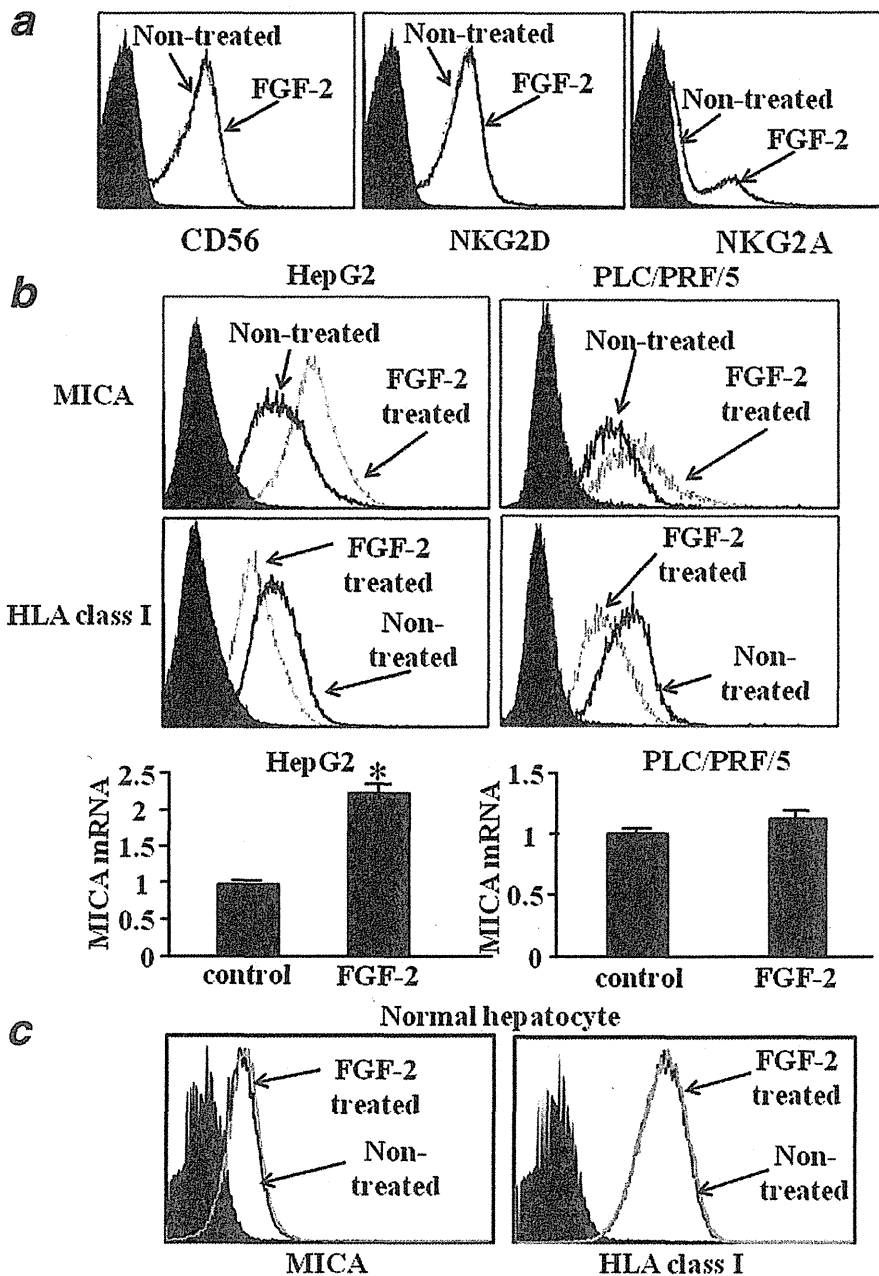 a
Non-treated
FGF-2
CD56
Non-treated
FGF-2
NKG2D
Non-treated
FGF-2
NKG2A
b
HepG2
PLC/PRF/5
MICA
Non-treated
FGF-2
treated
Non-treated
FGF-2
treated
HLA class I
FGF-2
treated
Non-
treated
FGF-2
treated
Non-
treated
HepG2
MICA mRNA
2.5
2
1.5
1
0.5
0
*
control
FGF-2
PLC/PRF/5
MICA mRNA
1.5
1
0.5
0
control
FGF-2
c
Normal hepatocyte
FGF-2
treated
Non-
treated
MICA
FGF-2
treated
Non-
treated
HLA class I